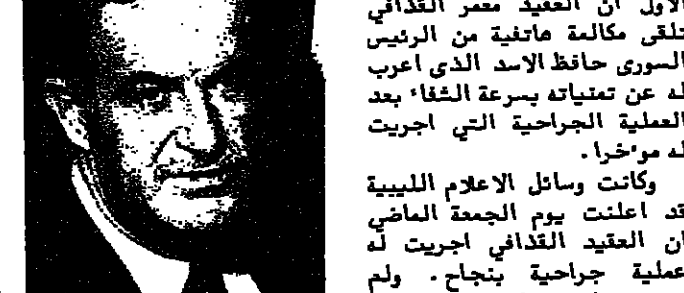 الاول ان العقيد معمر القذافي
تلقى مكالمة هاتفية من الرئيس
السورى حافظ الاسد الذى اعرب
له عن تمنياته بسرعة الشفاء بعد
العملية الجراحية التي اجريت
له موءخرا .
وكانت وسائل الاعلام الليبية
قد اعلنت يوم الجمعة الماضي
ان العقيد القذافي اجريت له
عملية جراحية بنجاح . ولم